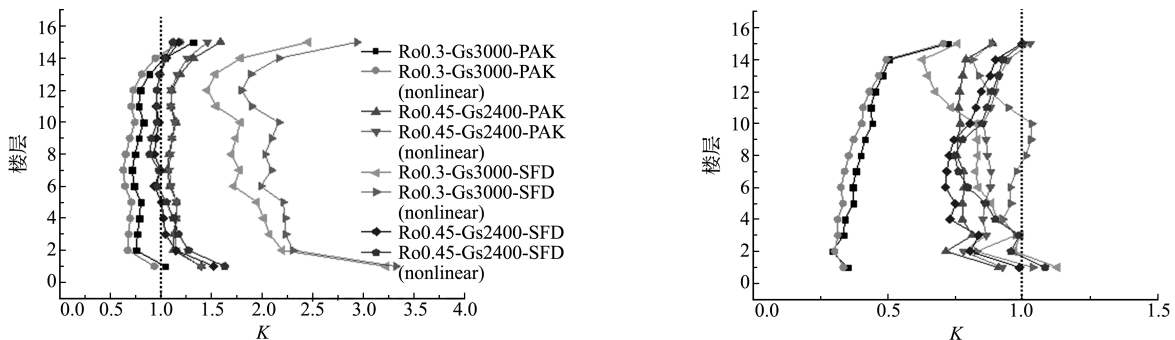 16
14
12
10
8
6
4
2
0
楼层
0.0 0.5 1.0 1.5 2.0 2.5 3.0 3.5 4.0
K
Ro0.3-Gs3000-PAK
Ro0.3-Gs3000-PAK
(nonlinear)
Ro0.45-Gs2400-PAK
Ro0.45-Gs2400-PAK
(nonlinear)
Ro0.3-Gs3000-SFD
Ro0.3-Gs3000-SFD
(nonlinear)
Ro0.45-Gs2400-SFD
Ro0.45-Gs2400-SFD
(nonlinear)
16
14
12
10
8
6
4
2
0
楼层
0.0 0.5 1.0 1.5
K